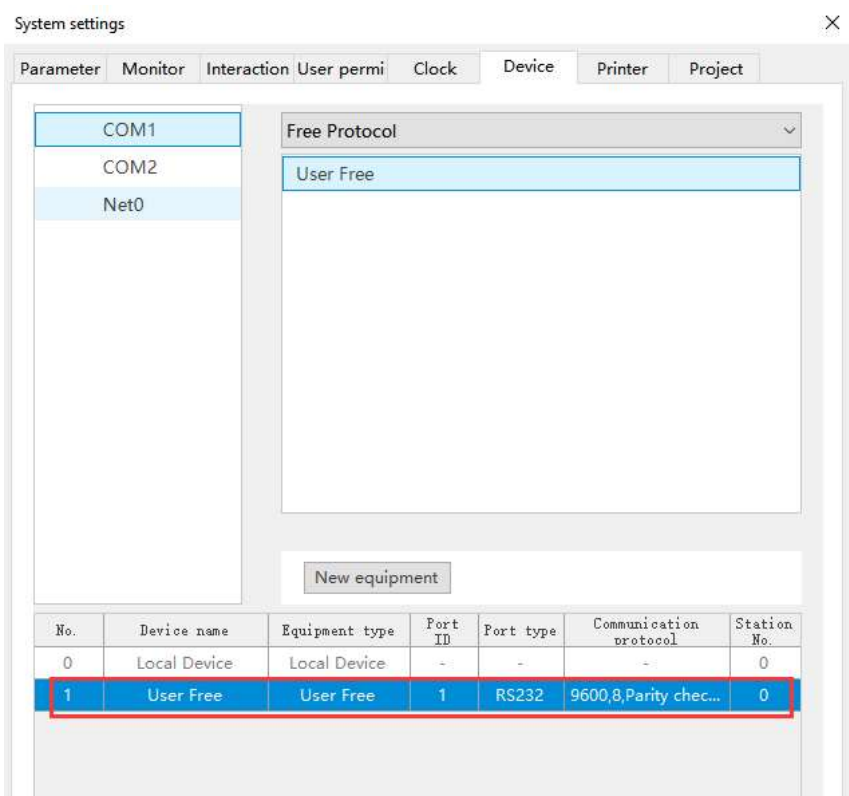 System settings
Parameter Monitor Interaction User permi Clock Device Printer Project
COM1
COM2
Net0
Free Protocol
User Free
New equipment
No. Device name Equipment type Port ID Port type Communication protocol Station No.
0 Local Device Local Device - - - 0
1 User Free User Free 1 RS232 9600,8,Parity chec... 0